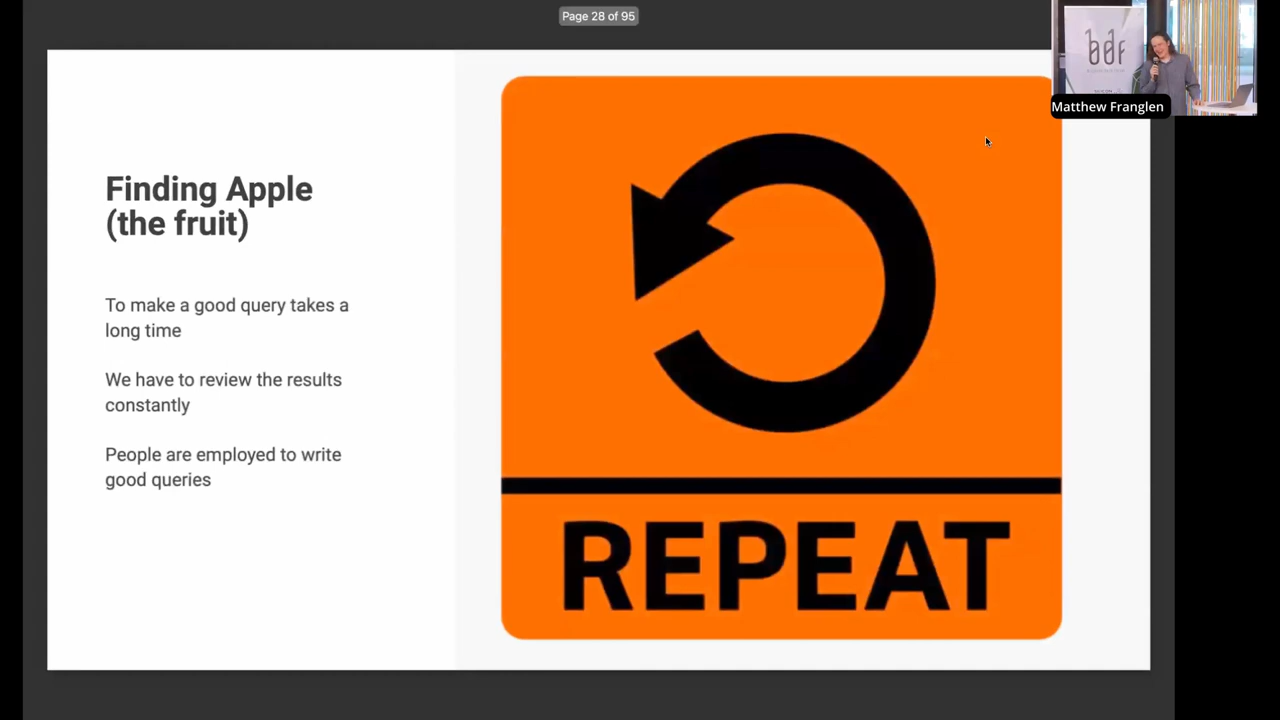 Page 28 of 95
bdf
Matthew Franglen
Finding Apple
(the fruit)
To make a good query takes a
long time
We have to review the results
constantly
People are employed to write
good queries
REPEAT